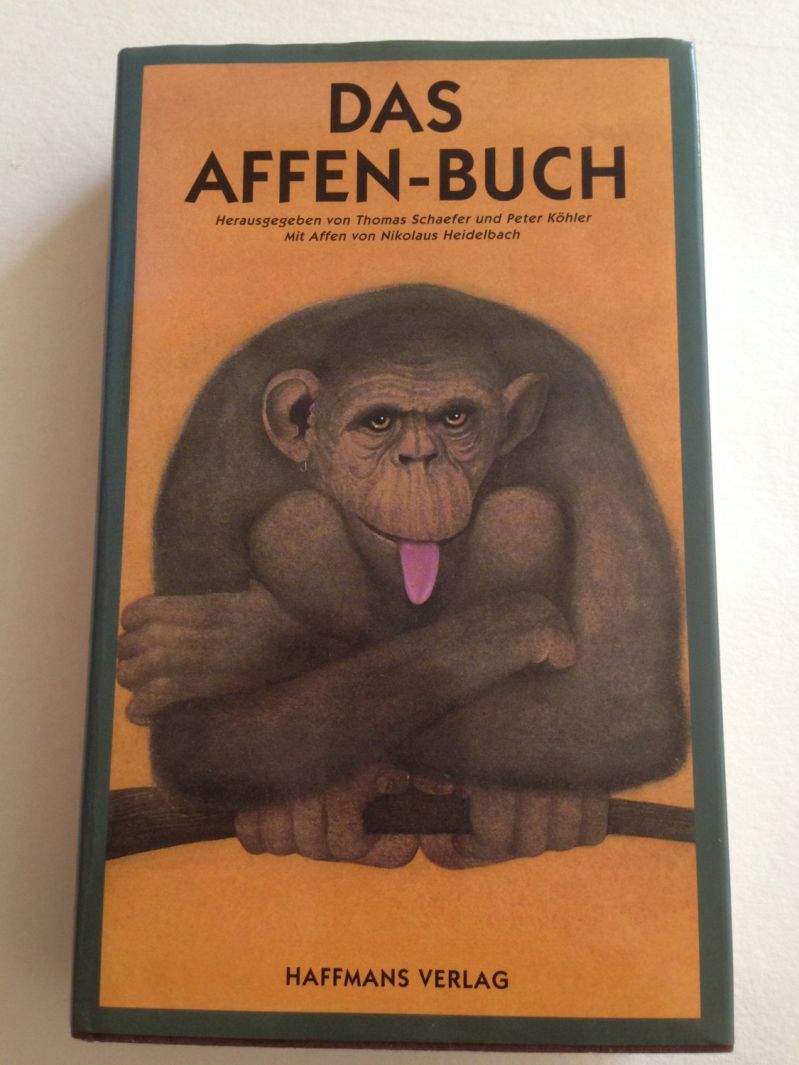 DAS
AFFEN-BUCH
Herausgegeben von Thomas Schaefer und Peter Köhler
Mit Affen von Nikolaus Heidelbach
HAFFMANS VERLAG